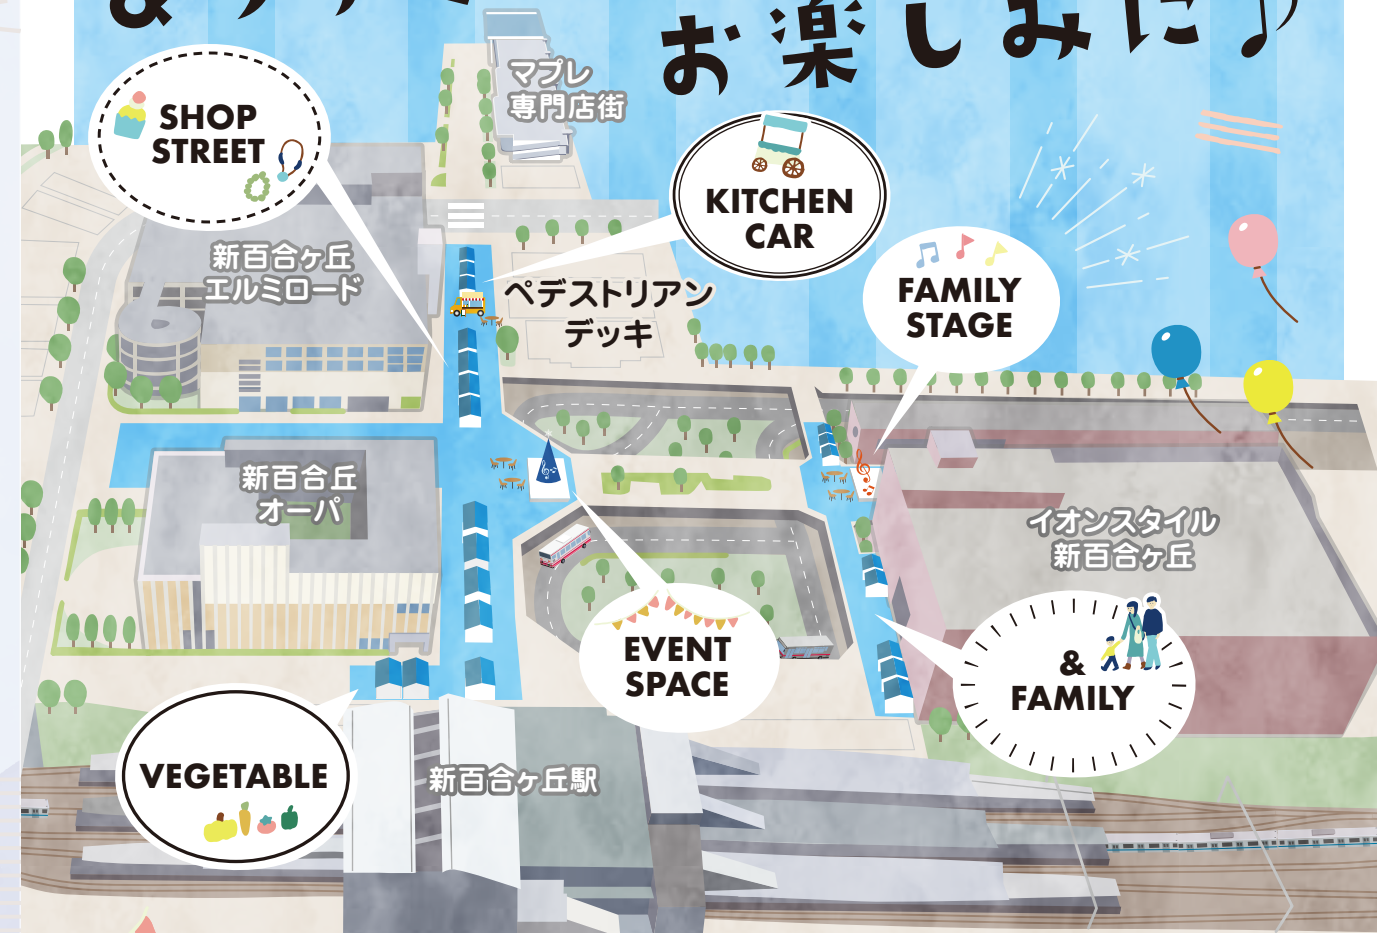 お楽しみに♪
マプレ
専門店街
SHOP
STREET
KITCHEN
CAR
新百合ヶ丘
エルミロード
ペデストリアン
デッキ
FAMILY
STAGE
新百合丘
オーパ
イオンスタイル
新百合ヶ丘
EVENT
SPACE
&
FAMILY
VEGETABLE
新百合ヶ丘駅